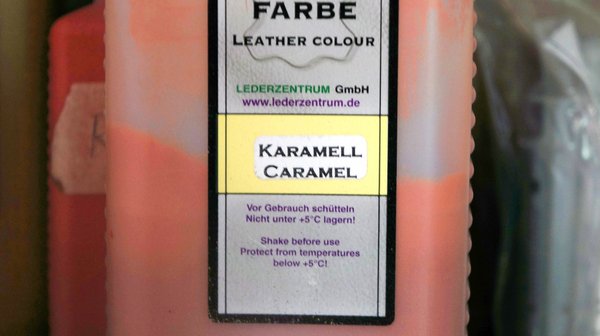 FARBE
LEATHER COLOUR
LEDERZENTRUM GmbH
www.lederzentrum.de
KARAMELL
CARAMEL
Vor Gebrauch schütteln
Nicht unter +5°C lagern!
Shake before use
Protect from temperatures
below +5°C!